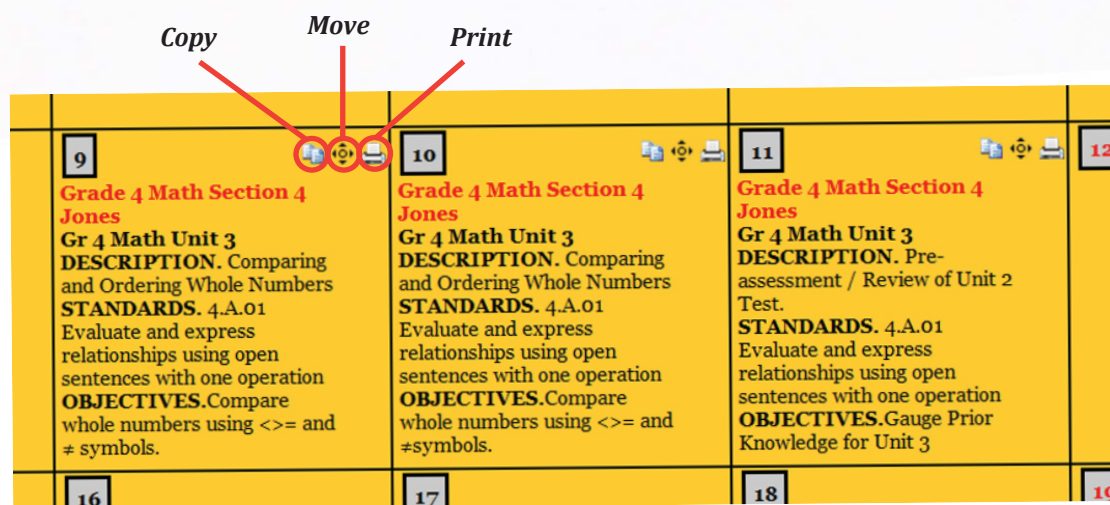 Copy
Move
Print
9
Grade 4 Math Section 4
Jones
Gr 4 Math Unit 3
DESCRIPTION. Comparing
and Ordering Whole Numbers
STANDARDS. 4.A.01
Evaluate and express
relationships using open
sentences with one operation
OBJECTIVES.Compare
whole numbers using <>= and
≠ symbols.
10
Grade 4 Math Section 4
Jones
Gr 4 Math Unit 3
DESCRIPTION. Comparing
and Ordering Whole Numbers
STANDARDS. 4.A.01
Evaluate and express
relationships using open
sentences with one operation
OBJECTIVES.Compare
whole numbers using <>= and
≠symbols.
11
Grade 4 Math Section 4
Jones
Gr 4 Math Unit 3
DESCRIPTION. Pre-
assessment / Review of Unit 2
Test.
STANDARDS. 4.A.01
Evaluate and express
relationships using open
sentences with one operation
OBJECTIVES.Gauge Prior
Knowledge for Unit 3
12
16
17
18